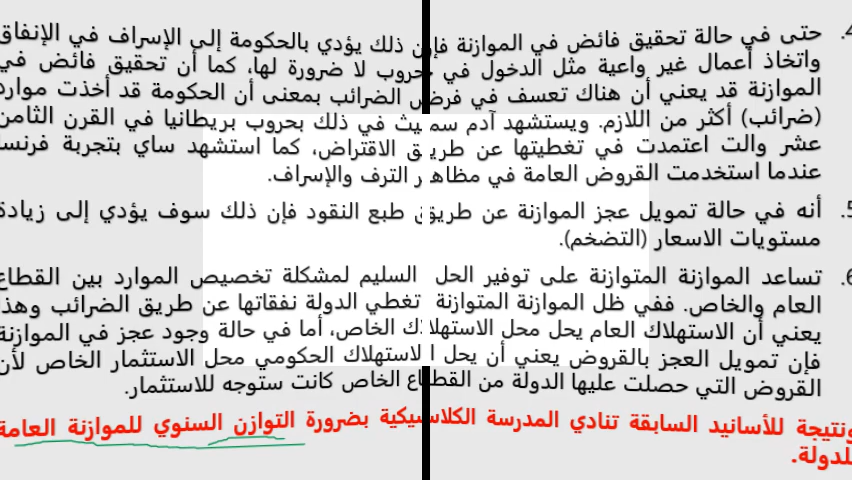 4. حتى في حالة تحقيق فائض في الموازنة فإن ذلك يؤدي بالحكومة إلى الإسراف في الإنفاق
واتخاذ أعمال غير واعية مثل الدخول في حروب لا ضرورة لها، كما أن تحقيق فائض في
الموازنة قد يعني أن هناك تعسف في فرض الضرائب بمعنى أن الحكومة قد أخذت موارد
(ضرائب) أكثر من اللازم. ويستشهد آدم سميث في ذلك بحروب بريطانيا في القرن الثامن
عشر والت اعتمدت في تغطيتها عن طريق الاقتراض، كما استشهد ساي بتجربة فرنسا
عندما استخدمت القروض العامة في مظاهر الترف والإسراف.
5. أنه في حالة تمويل عجز الموازنة عن طريق طبع النقود فإن ذلك سوف يؤدي إلى زيادة
مستويات الاسعار (التضخم).
6. تساعد الموازنة المتوازنة على توفير الحل السليم لمشكلة تخصيص الموارد بين القطاع
العام والخاص. ففي ظل الموازنة المتوازنة تغطي الدولة نفقاتها عن طريق الضرائب وهذا
يعني أن الاستهلاك العام يحل محل الاستهلاك الخاص، أما في حالة وجود عجز في الموازنة
فإن تمويل العجز بالقروض يعني أن يحل الاستهلاك الحكومي محل الاستثمار الخاص لأن
القروض التي حصلت عليها الدولة من القطاع الخاص كانت ستوجه للاستثمار.
ونتيجة للأسانيد السابقة تنادي المدرسة الكلاسيكية بضرورة التوازن السنوي للموازنة العامة
للدولة.